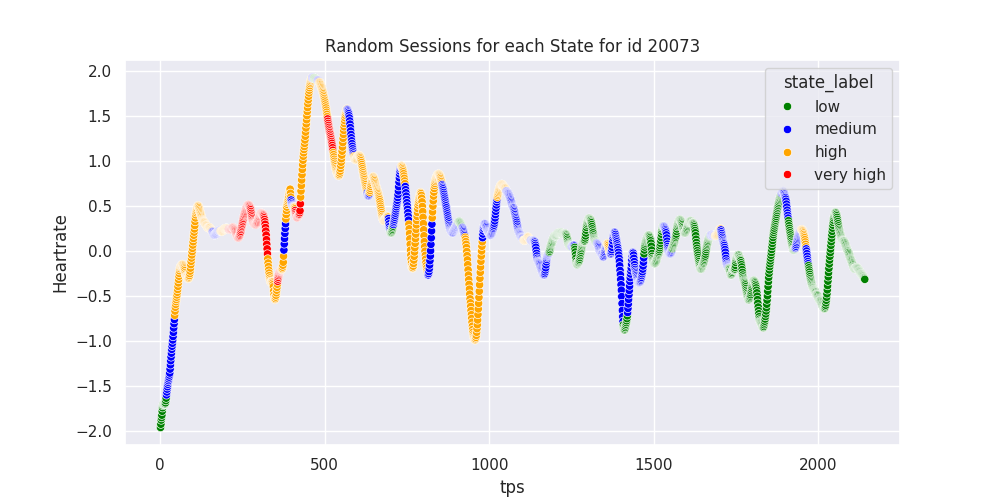 Random Sessions for each State for id 20073
state_label
low
medium
high
very high
2.0
1.5
1.0
0.5
0.0
−0.5
−1.0
−1.5
−2.0
Heartrate
0 500 1000 1500 2000
tps